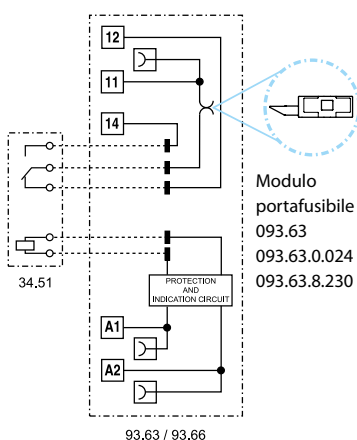 12
11
14
34.51
PROTECTION
AND
INDICATION CIRCUIT
A1
A2
93.63 / 93.66
Modulo
portafusibile
093.63
093.63.0.024
093.63.8.230